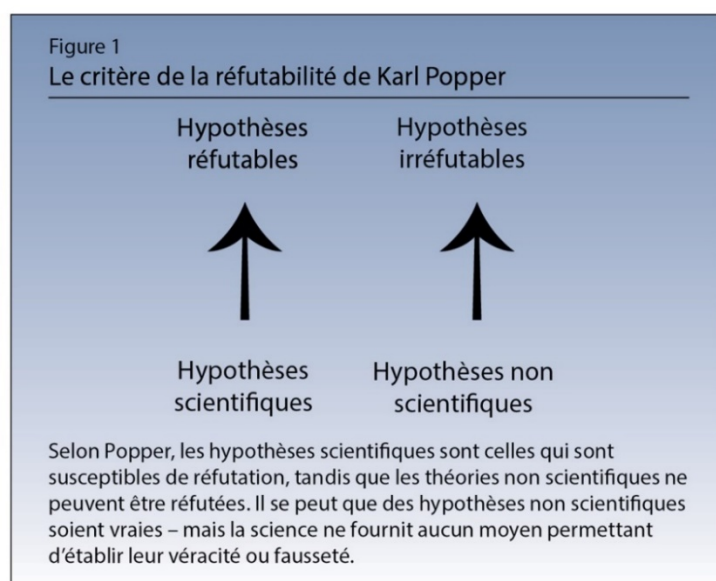 Figure 1
Le critère de la réfutabilité de Karl Popper
Hypothèses
réfutables
Hypothèses
irréfutables
Hypothèses
scientifiques
Hypothèses non
scientifiques
Selon Popper, les hypothèses scientifiques sont celles qui sont
susceptibles de réfutation, tandis que les théories non scientifiques ne
peuvent être réfutées. Il se peut que des hypothèses non scientifiques
soient vraies – mais la science ne fournit aucun moyen permettant
d'établir leur véracité ou fausseté.